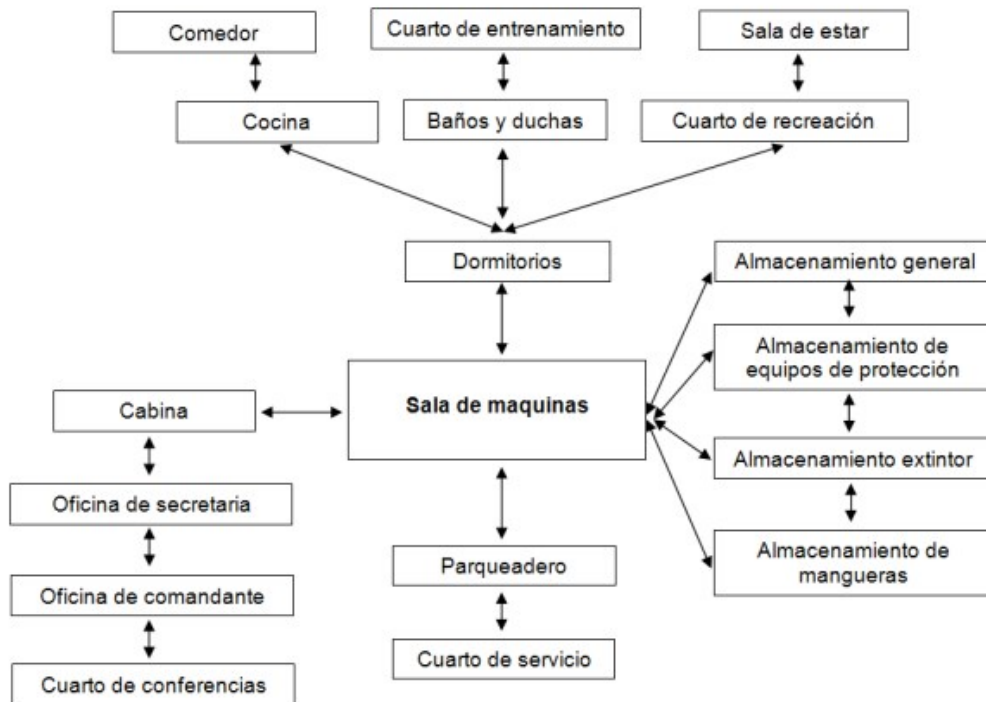 Comedor
Cuarto de entrenamiento
Sala de estar
Cocina
Baños y duchas
Cuarto de recreación
Dormitorios
Almacenamiento general
Almacenamiento de
equipos de protección
Sala de maquinas
Cabina
Almacenamiento extintor
Oficina de secretaria
Almacenamiento de
mangueras
Parqueadero
Oficina de comandante
Cuarto de servicio
Cuarto de conferencias